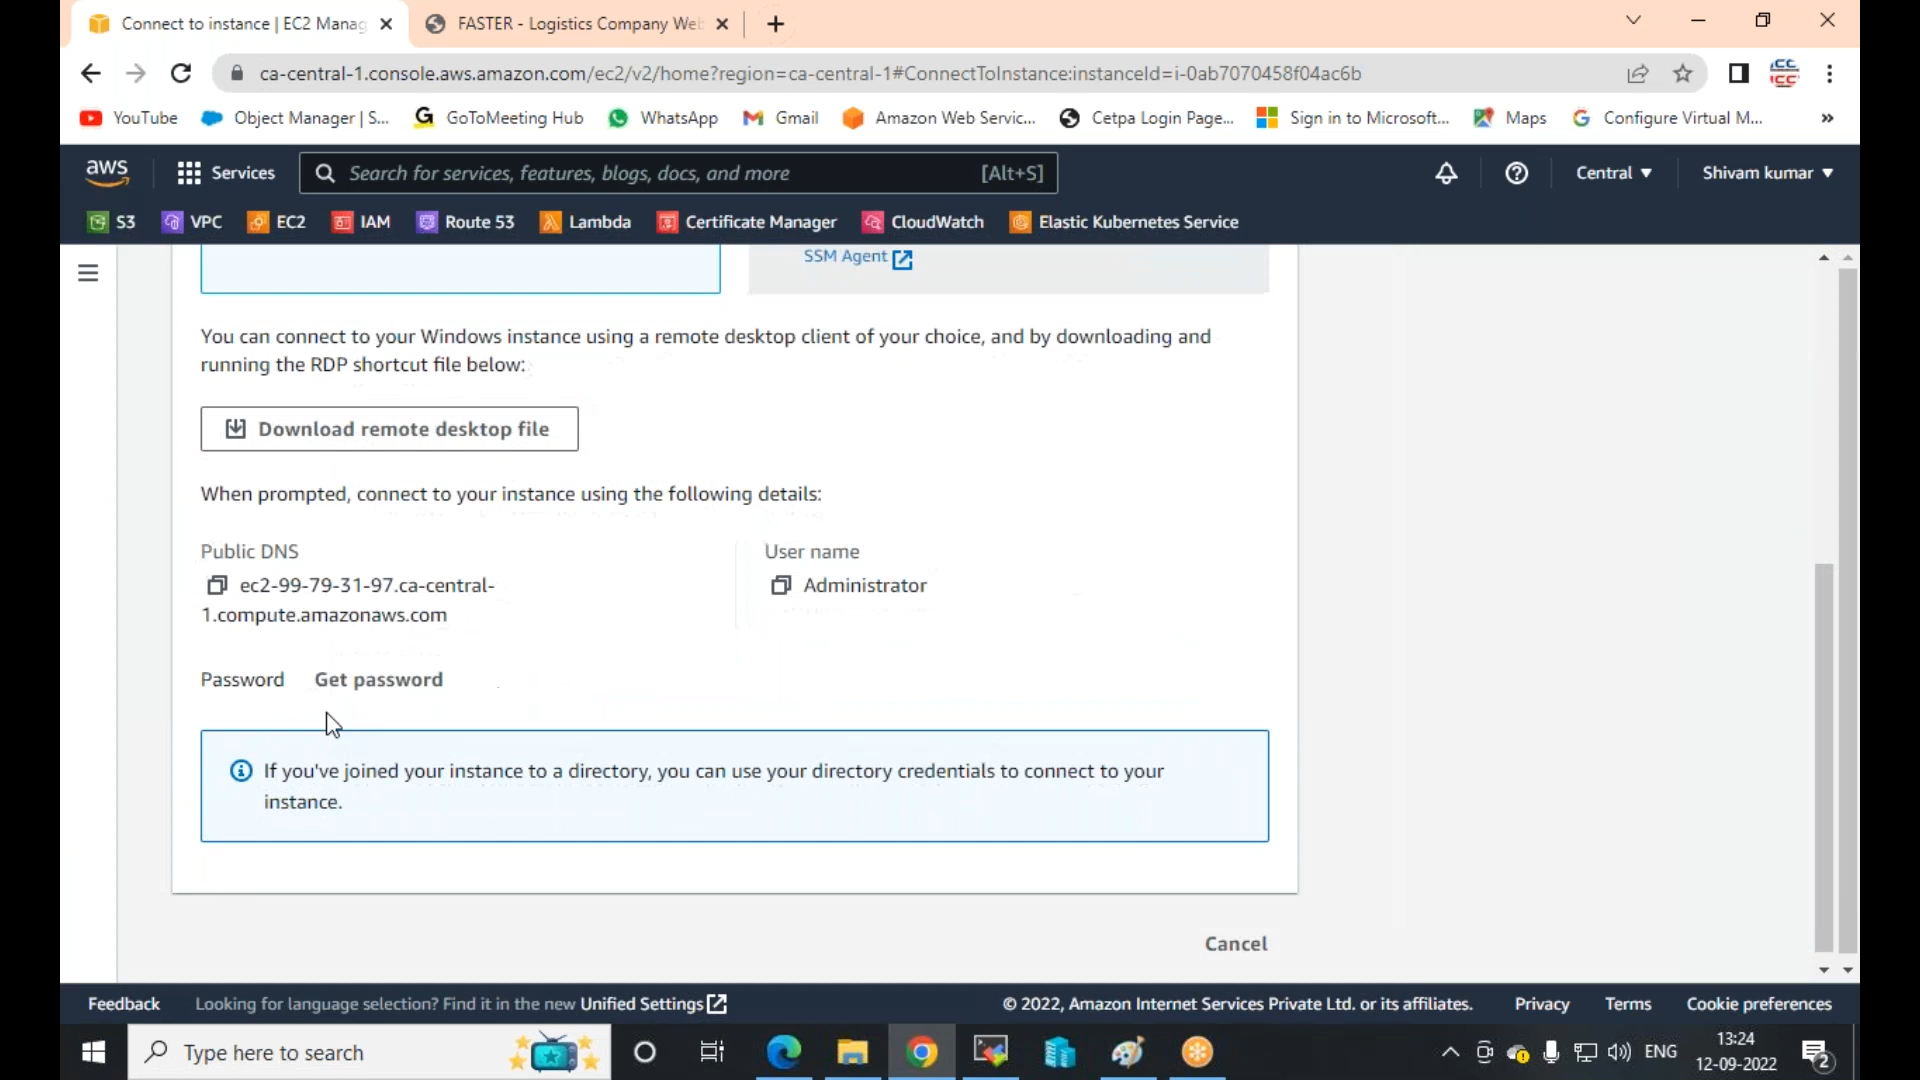 Connect to instance | EC2 Manag
FASTER - Logistics Company Web
ca-central-1.console.aws.amazon.com/ec2/v2/home?region=ca-central-1#ConnectToInstance:instanceId=i-0ab7070458f04ac6b
YouTube Object Manager | S... GoToMeeting Hub WhatsApp Gmail Amazon Web Servic... Cetpa Login Page... Sign in to Microsoft... Maps Configure Virtual M... »
aws Services Search for services, features, blogs, docs, and more [Alt+S] Central ▼ Shivam kumar ▼
S3 VPC EC2 IAM Route 53 Lambda Certificate Manager CloudWatch Elastic Kubernetes Service
SSM Agent
You can connect to your Windows instance using a remote desktop client of your choice, and by downloading and
running the RDP shortcut file below:
Download remote desktop file
When prompted, connect to your instance using the following details:
Public DNS
ec2-99-79-31-97.ca-central-
1.compute.amazonaws.com
User name
Administrator
Password Get password
If you've joined your instance to a directory, you can use your directory credentials to connect to your
instance.
Cancel
Feedback Looking for language selection? Find it in the new Unified Settings © 2022, Amazon Internet Services Private Ltd. or its affiliates. Privacy Terms Cookie preferences
Type here to search
ENG
13:24
12-09-2022
2